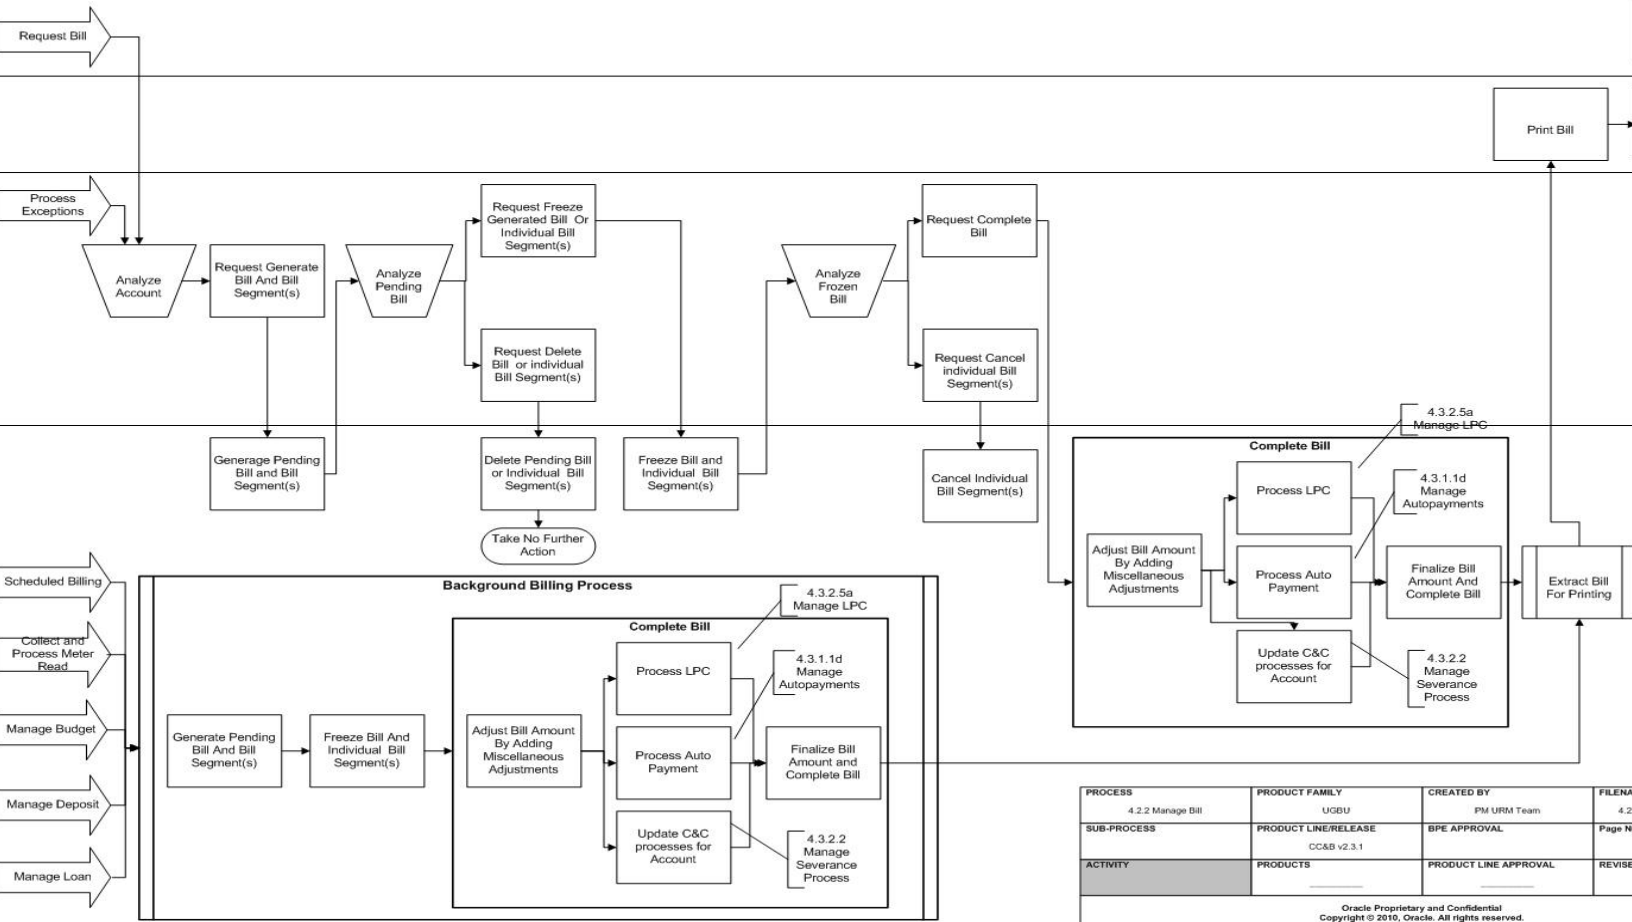 Request Bill
Print Bill
Process
Exceptions
Analyze
Account
Request Generate
Bill And Bill
Segment(s)
Analyze
Pending
Bill
Request Freeze
Generated Bill Or
Individual Bill
Segment(s)
Request Delete
Bill or individual
Bill Segment(s)
Analyze
Frozen
Bill
Request Complete
Bill
Request Cancel
individual Bill
Segment(s)
Generage Pending
Bill and Bill
Segment(s)
Delete Pending Bill
or Individual Bill
Segment(s)
Take No Further
Action
Freeze Bill and
Individual Bill
Segment(s)
Cancel Individual
Bill Segment(s)
Complete Bill
4.3.2.5a
Manage LPC
Process LPC
4.3.1.1d
Manage
Autopayments
Adjust Bill Amount
By Adding
Miscellaneous
Adjustments
Process Auto
Payment
Finalize Bill
Amount And
Complete Bill
Extract Bill
For Printing
Update C&C
processes for
Account
4.3.2.2
Manage
Severance
Process
Scheduled Billing
Collect and
Process Meter
Read
Manage Budget
Manage Deposit
Manage Loan
Background Billing Process
Generate Pending
Bill And Bill
Segment(s)
Freeze Bill And
Individual Bill
Segment(s)
Complete Bill
4.3.2.5a
Manage LPC
Process LPC
4.3.1.1d
Manage
Autopayments
Adjust Bill Amount
By Adding
Miscellaneous
Adjustments
Process Auto
Payment
Finalize Bill
Amount and
Complete Bill
Update C&C
processes for
Account
4.3.2.2
Manage
Severance
Process
PROCESS PRODUCT FAMILY CREATED BY FILENA
4.2.2 Manage Bill UGBU PM URM Team 4.2
SUB-PROCESS PRODUCT LINE/RELEASE BPE APPROVAL Page N
CC&B v2.3.1
ACTIVITY PRODUCTS PRODUCT LINE APPROVAL REVISE
Oracle Proprietary and Confidential
Copyright © 2010, Oracle. All rights reserved.